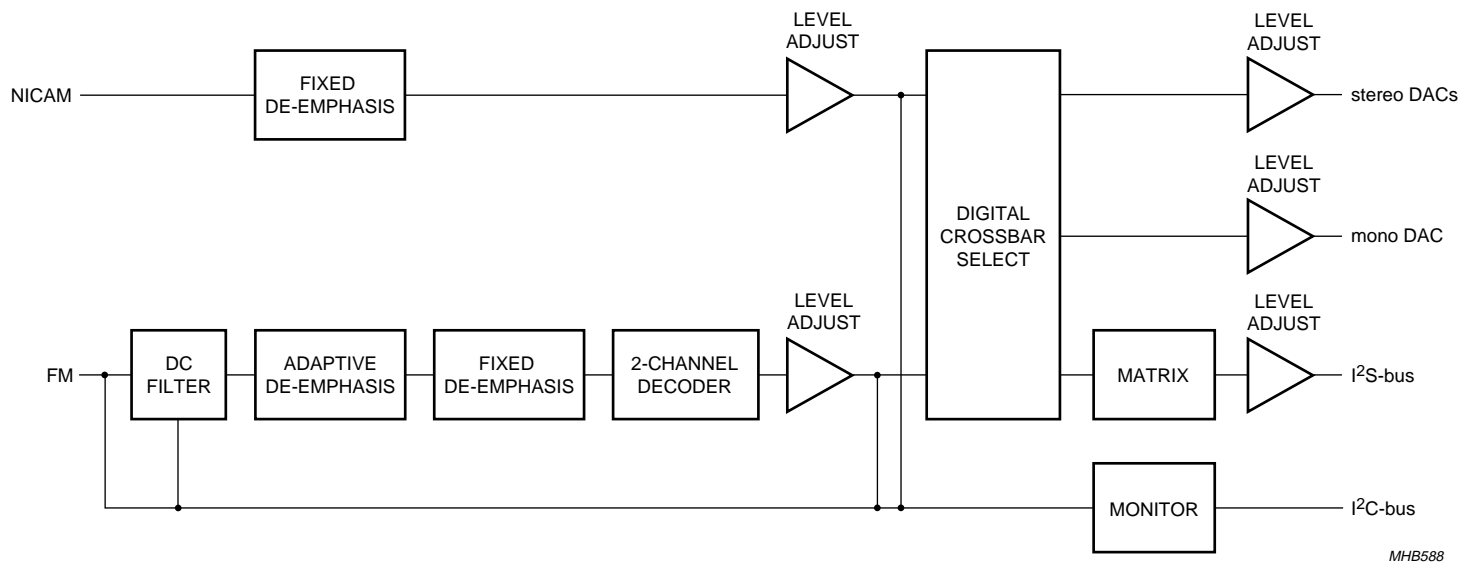 LEVEL
ADJUST
LEVEL
ADJUST
FIXED
DE-EMPHASIS
NICAM
stereo DACs
LEVEL
ADJUST
DIGITAL
CROSSBAR
SELECT
mono DAC
LEVEL
ADJUST
LEVEL
ADJUST
FM
DC
FILTER
ADAPTIVE
DE-EMPHASIS
FIXED
DE-EMPHASIS
2-CHANNEL
DECODER
MATRIX
I²S-bus
MONITOR
I²C-bus
MHB588